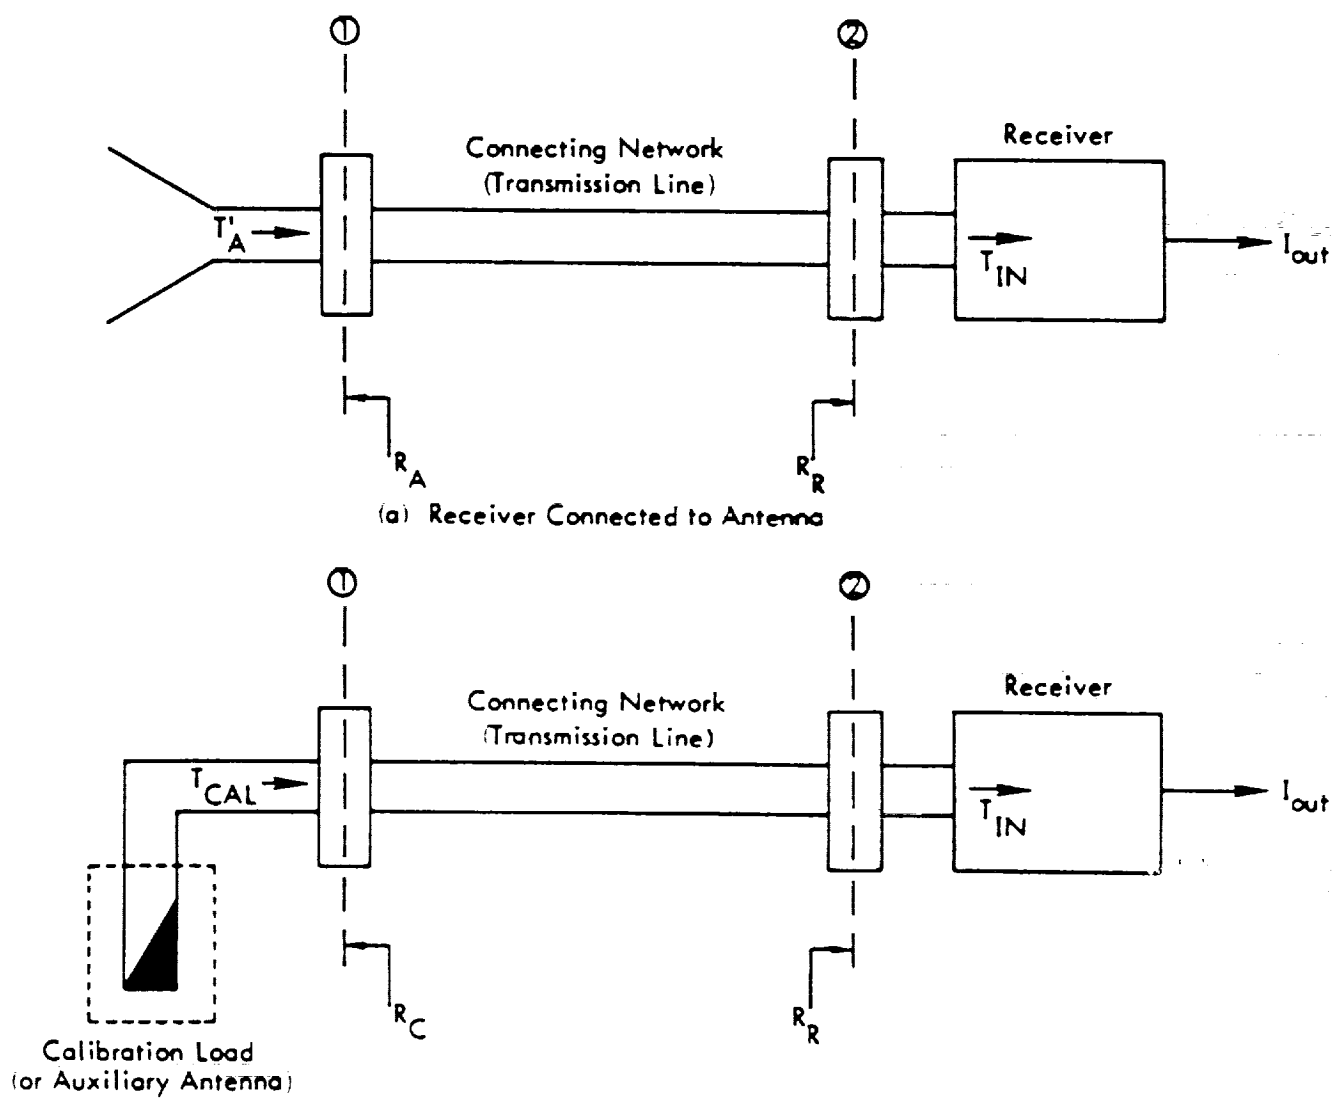 ①
②
Connecting Network
(Transmission Line)
Receiver
T'A
TIN
Iout
RA
RR
(a) Receiver Connected to Antenna
①
②
Connecting Network
(Transmission Line)
Receiver
TCAL
TIN
Iout
RC
RR
Calibration Load
(or Auxiliary Antenna)